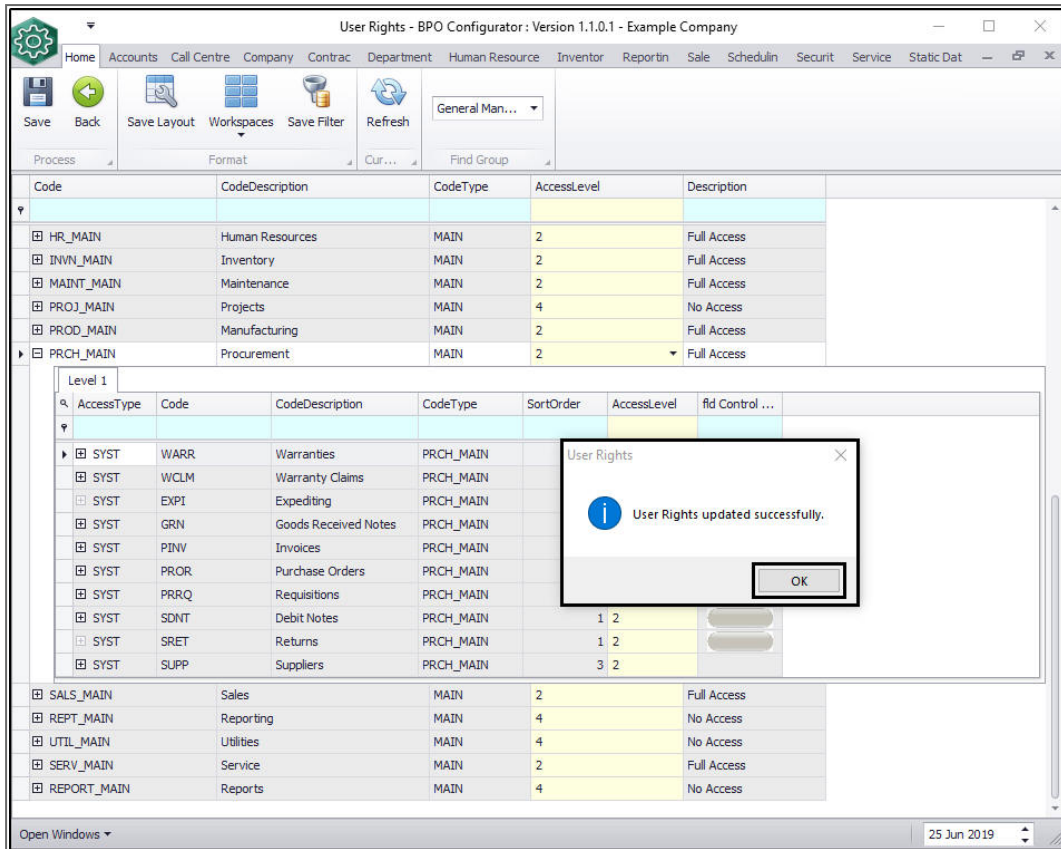 User Rights - BPO Configurator : Version 1.1.0.1 - Example Company
Home Accounts Call Centre Company Contrac Department Human Resource Inventor Reportin Sale Schedulin Securit Service Static Dat
Save Back Save Layout Workspaces Save Filter Refresh General Man...
Process Format Cur... Find Group
Code CodeDescription CodeType AccessLevel Description
HR_MAIN Human Resources MAIN 2 Full Access
INVN_MAIN Inventory MAIN 2 Full Access
MAINT_MAIN Maintenance MAIN 2 Full Access
PROJ_MAIN Projects MAIN 4 No Access
PROD_MAIN Manufacturing MAIN 2 Full Access
PRCH_MAIN Procurement MAIN 2 Full Access
Level 1
AccessType Code CodeDescription CodeType SortOrder AccessLevel fld Control ...
SYST WARR Warranties PRCH_MAIN
SYST WCLM Warranty Claims PRCH_MAIN
SYST EXPI Expediting PRCH_MAIN
SYST GRN Goods Received Notes PRCH_MAIN
SYST PINV Invoices PRCH_MAIN
SYST PROR Purchase Orders PRCH_MAIN
SYST PRRQ Requisitions PRCH_MAIN
SYST SDNT Debit Notes PRCH_MAIN 1 2
SYST SRET Returns PRCH_MAIN 1 2
SYST SUPP Suppliers PRCH_MAIN 3 2
User Rights
User Rights updated successfully.
OK
SALS_MAIN Sales MAIN 2 Full Access
REPT_MAIN Reporting MAIN 4 No Access
UTIL_MAIN Utilities MAIN 4 No Access
SERV_MAIN Service MAIN 2 Full Access
REPORT_MAIN Reports MAIN 4 No Access
Open Windows 25 Jun 2019